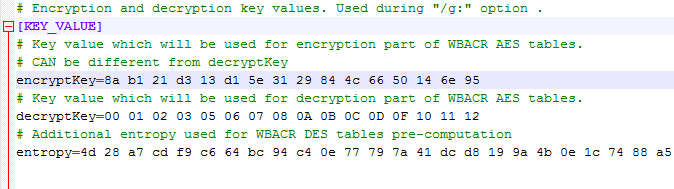 # Encryption and decryption key values. Used during "/g:" option .
[KEY_VALUE]
# Key value which will be used for encryption part of WBACR AES tables.
# CAN be different from decryptKey
encryptKey=8a b1 21 d3 13 d1 5e 31 29 84 4c 66 50 14 6e 95
# Key value which will be used for decryption part of WBACR AES tables.
decryptKey=00 01 02 03 05 06 07 08 0A 0B 0C 0D 0F 10 11 12
# Additional entropy used for WBACR DES tables pre-computation
entropy=4d 28 a7 cd f9 c6 64 bc 94 c4 0e 77 79 7a 41 dc d8 19 9a 4b 0e 1c 74 88 a5